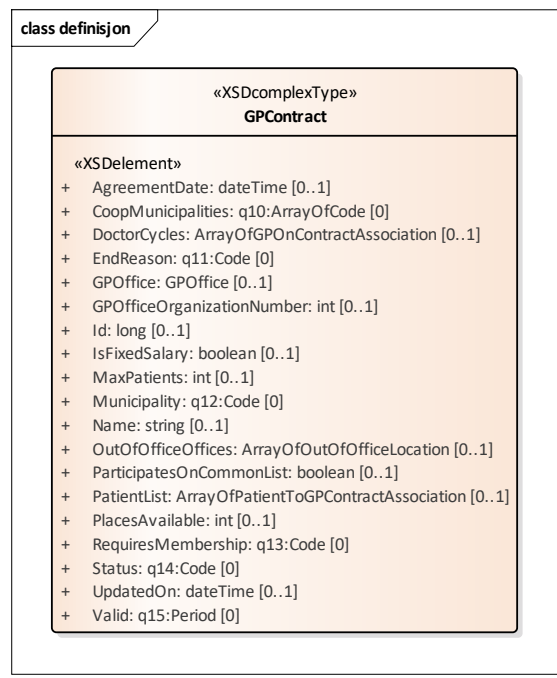 class definisjon
«XSDcomplexType»
GPContract
«XSDelement»
+ AgreementDate: dateTime [0..1]
+ CoopMunicipalities: q10:ArrayOfCode [0]
+ DoctorCycles: ArrayOfGPOnContractAssociation [0..1]
+ EndReason: q11:Code [0]
+ GPOffice: GPOffice [0..1]
+ GPOfficeOrganizationNumber: int [0..1]
+ Id: long [0..1]
+ IsFixedSalary: boolean [0..1]
+ MaxPatients: int [0..1]
+ Municipality: q12:Code [0]
+ Name: string [0..1]
+ OutOfOfficeOffices: ArrayOfOutOfOfficeLocation [0..1]
+ ParticipatesOnCommonList: boolean [0..1]
+ PatientList: ArrayOfPatientToGPContractAssociation [0..1]
+ PlacesAvailable: int [0..1]
+ RequiresMembership: q13:Code [0]
+ Status: q14:Code [0]
+ UpdatedOn: dateTime [0..1]
+ Valid: q15:Period [0]